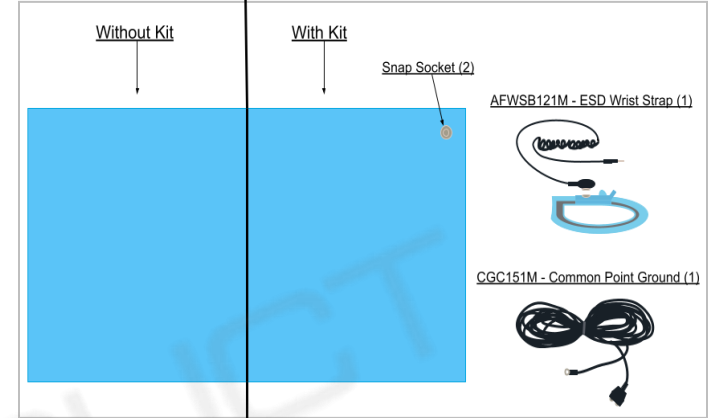 Without Kit
With Kit
Snap Socket (2)
AFWSB121M - ESD Wrist Strap (1)
CGC151M - Common Point Ground (1)